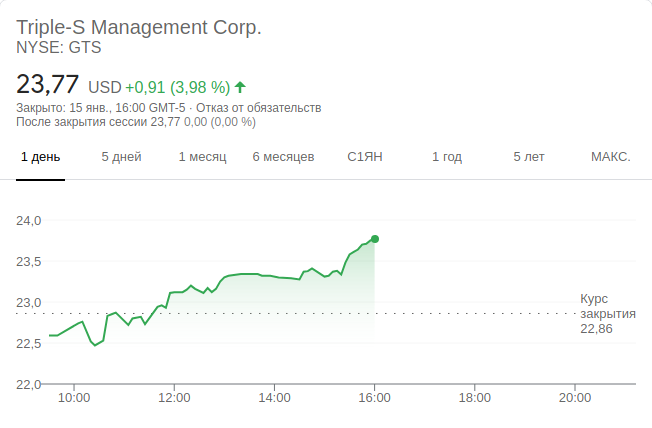 Triple-S Management Corp.
NYSE: GTS
23,77 USD +0,91 (3,98 %)
Закрыто: 15 янв., 16:00 GMT-5 · Отказ от обязательств
После закрытия сессии 23,77 0,00 (0,00 %)
1 день 5 дней 1 месяц 6 месяцев С1ЯН 1 год 5 лет МАКС.
24,0
23,5
23,0
22,5
22,0
Курс
закрытия
22,86
10:00 12:00 14:00 16:00 18:00 20:00